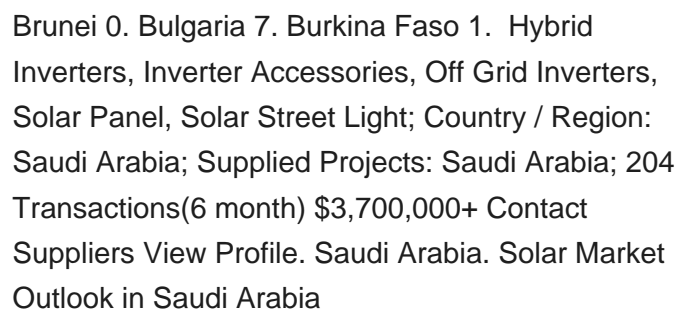 Brunei 0. Bulgaria 7. Burkina Faso 1.  Hybrid
Inverters, Inverter Accessories, Off Grid Inverters,
Solar Panel, Solar Street Light; Country / Region:
Saudi Arabia; Supplied Projects: Saudi Arabia; 204
Transactions(6 month) $3,700,000+ Contact
Suppliers View Profile. Saudi Arabia. Solar Market
Outlook in Saudi Arabia